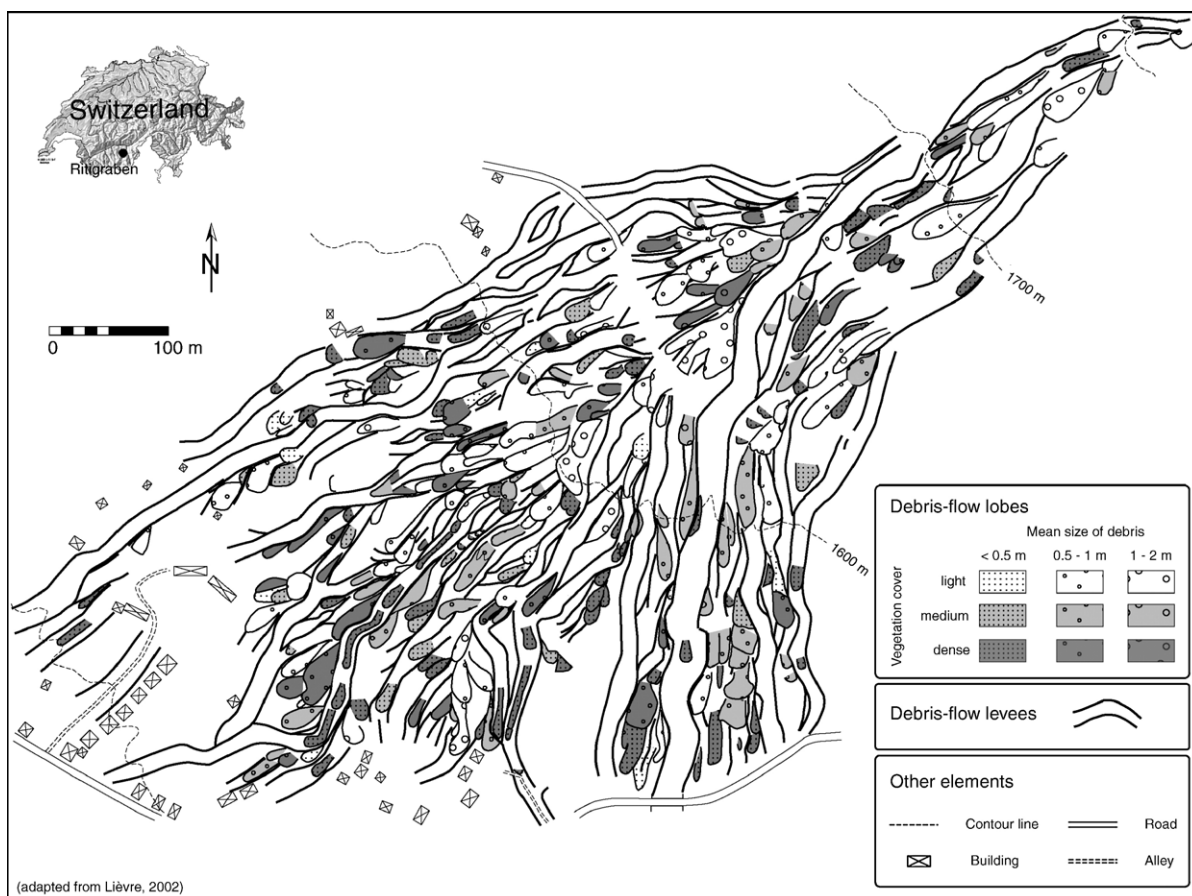 Switzerland
Ritigraben
N
0 100 m
1700 m
1600 m
Debris-flow lobes
Mean size of debris
< 0.5 m 0.5 - 1 m 1 - 2 m
Vegetation cover
light
medium
dense
Debris-flow levees
Other elements
Contour line Road
Building Alley
(adapted from Lièvre, 2002)